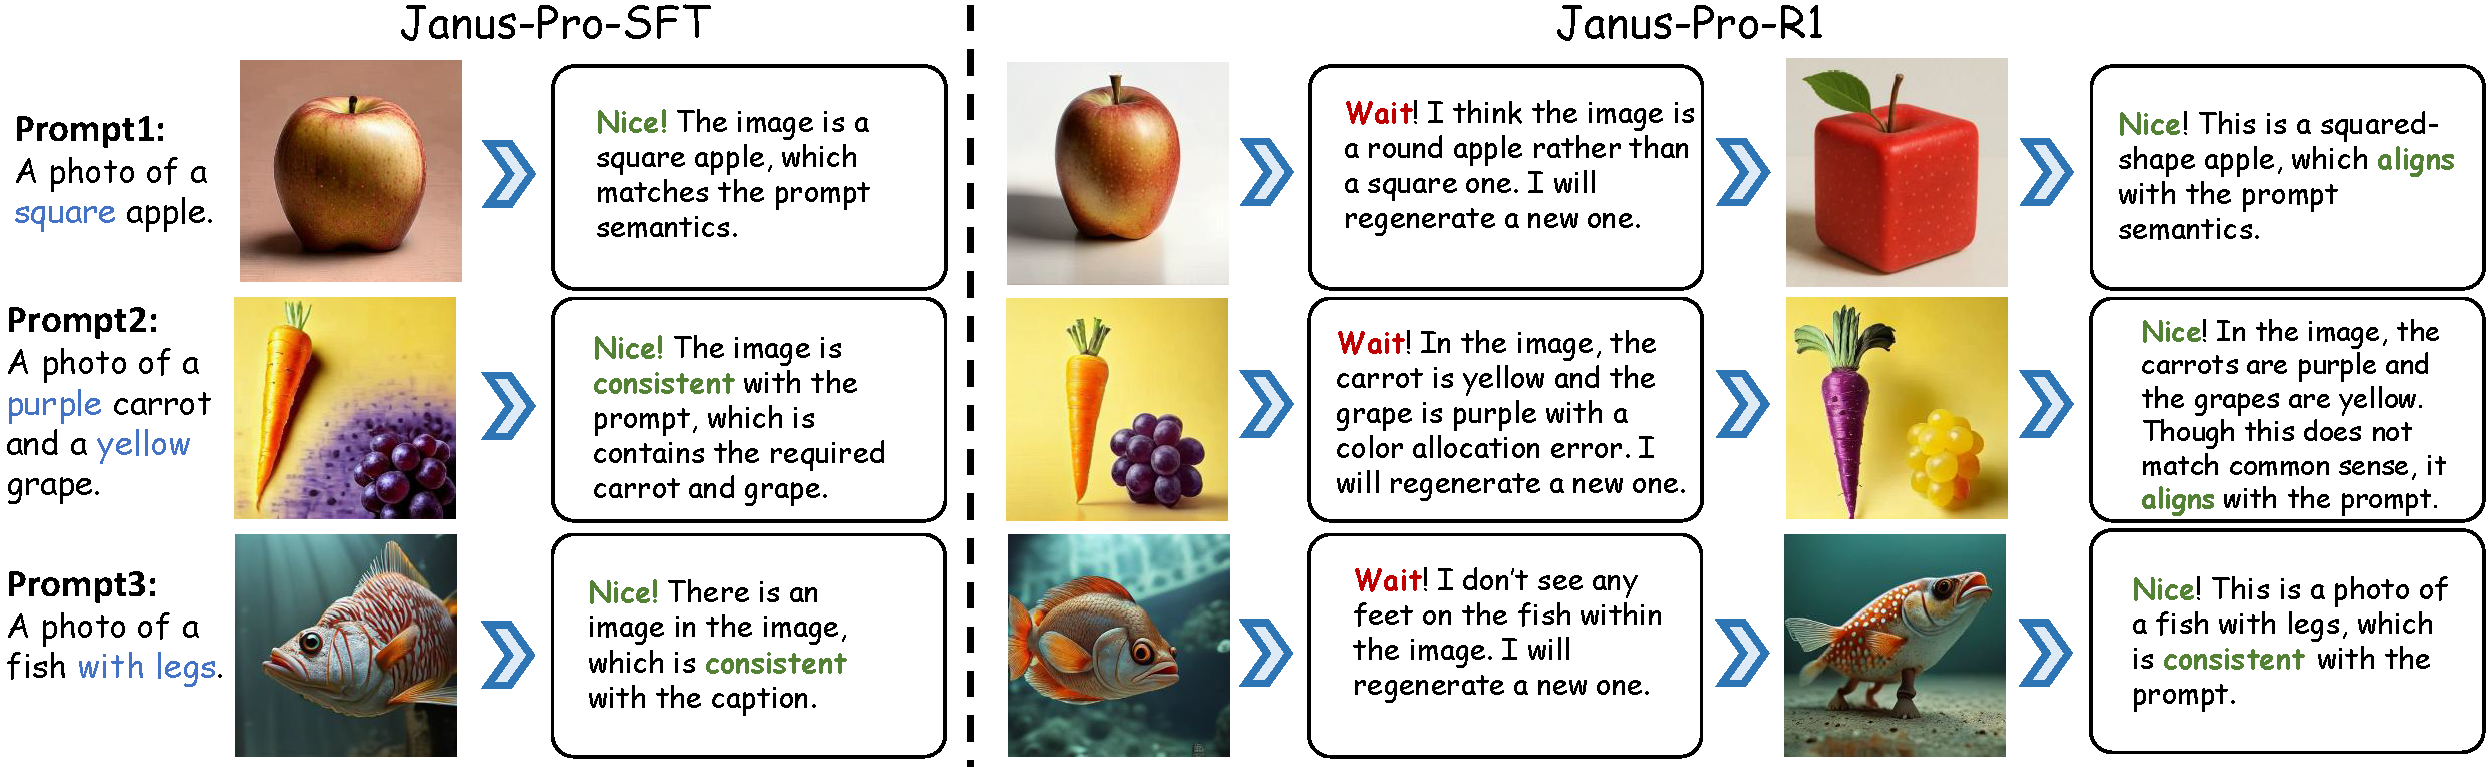 Janus-Pro-SFT
Janus-Pro-R1
Prompt1:
A photo of a
square apple.
Nice! The image is a
square apple, which
matches the prompt
semantics.
Wait! I think the image is
a round apple rather than
a square one. I will
regenerate a new one.
Nice! This is a squared-
shape apple, which aligns
with the prompt
semantics.
Prompt2:
A photo of a
purple carrot
and a yellow
grape.
Nice! The image is
consistent with the
prompt, which is
contains the required
carrot and grape.
Wait! In the image, the
carrot is yellow and the
grape is purple with a
color allocation error. I
will regenerate a new one.
Nice! In the image, the
carrots are purple and
the grapes are yellow.
Though this does not
match common sense, it
aligns with the prompt.
Prompt3:
A photo of a
fish with legs.
Nice! There is an
image in the image,
which is consistent
with the caption.
Wait! I don't see any
feet on the fish within
the image. I will
regenerate a new one.
Nice! This is a photo of
a fish with legs, which
is consistent with the
prompt.